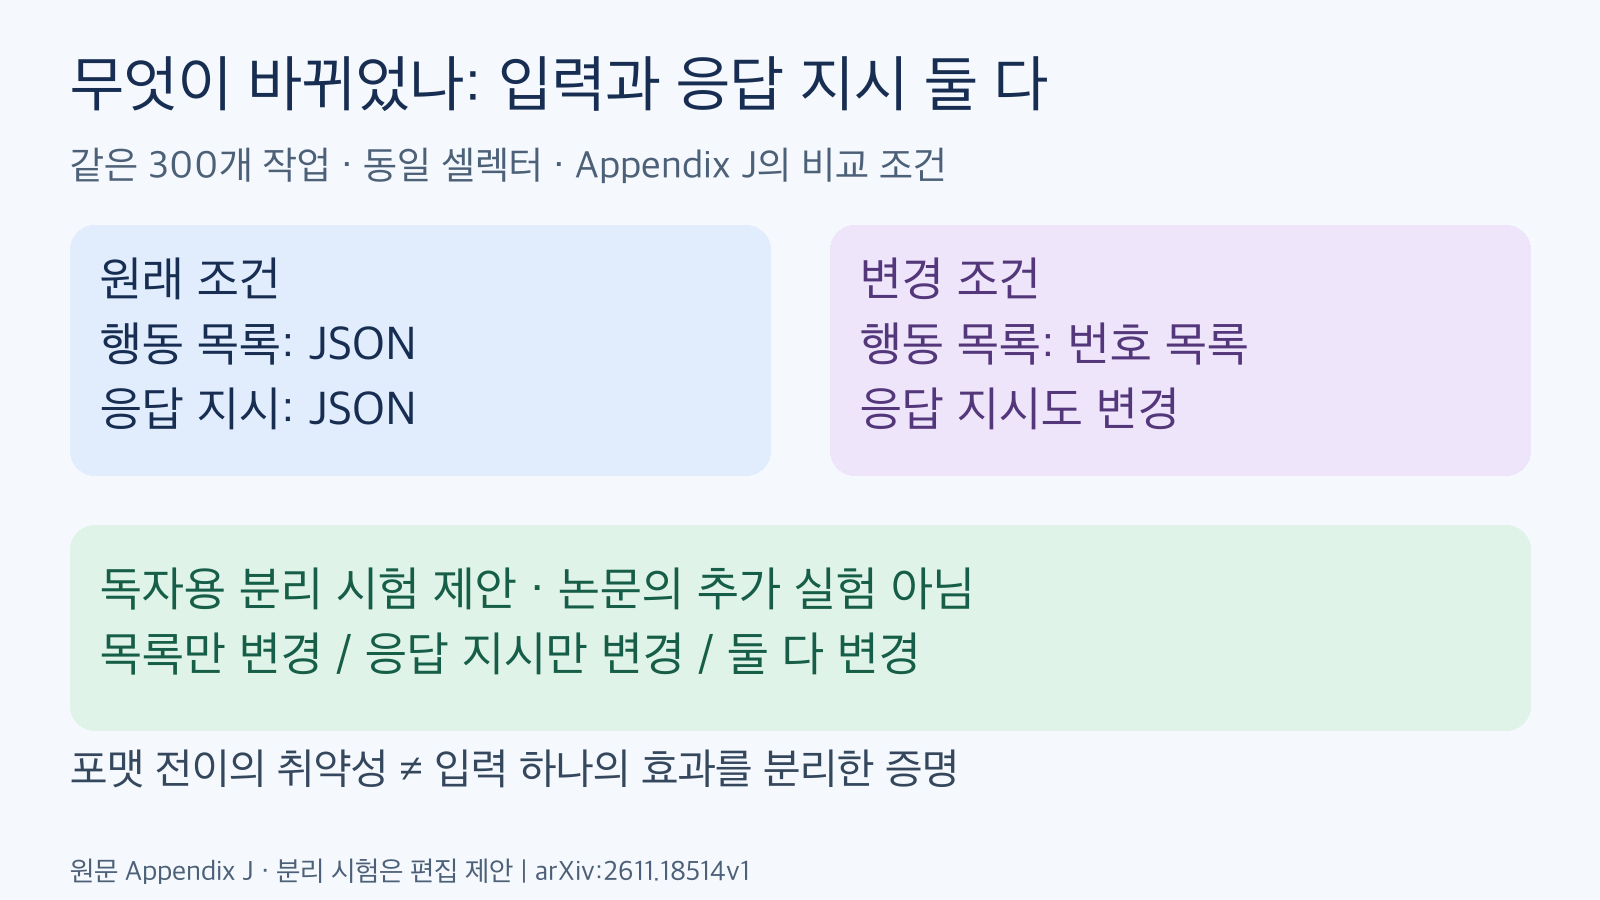 무엇이 바뀌었나: 입력과 응답 지시 둘 다
같은 300개 작업 · 동일 셀렉터 · Appendix J의 비교 조건
원래 조건
행동 목록: JSON
응답 지시: JSON
변경 조건
행동 목록: 번호 목록
응답 지시도 변경
독자용 분리 시험 제안 · 논문의 추가 실험 아님
목록만 변경 / 응답 지시만 변경 / 둘 다 변경
포맷 전이의 취약성 ≠ 입력 하나의 효과를 분리한 증명
원문 Appendix J · 분리 시험은 편집 제안 | arXiv:2611.18514v1